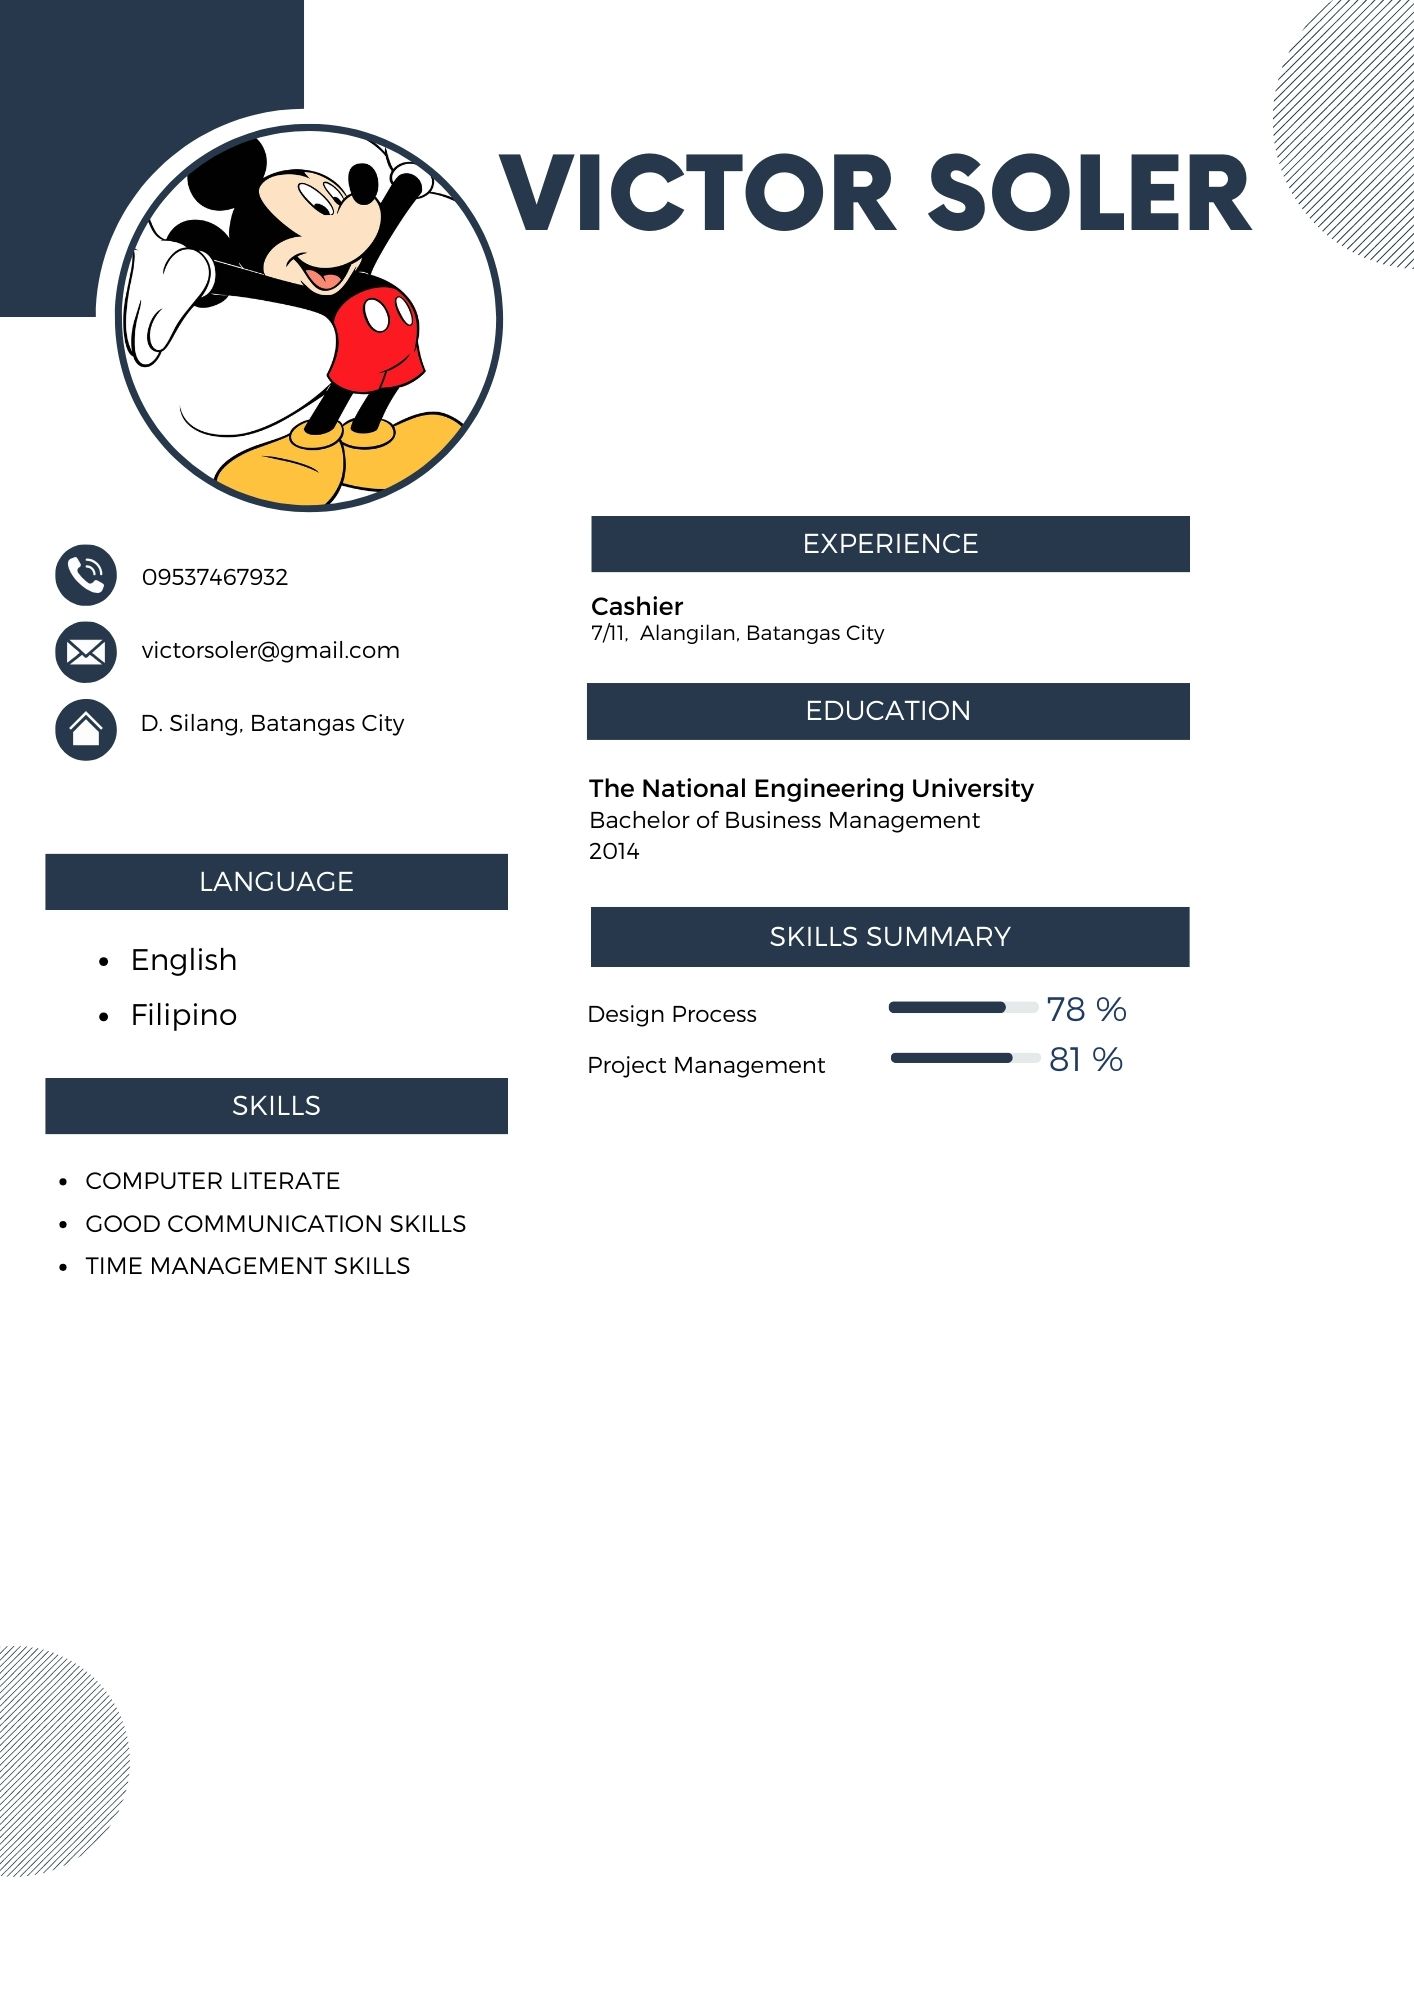 VICTOR SOLER
09537467932
victorsoler@gmail.com
D. Silang, Batangas City
LANGUAGE
• English
• Filipino
SKILLS
• COMPUTER LITERATE
• GOOD COMMUNICATION SKILLS
• TIME MANAGEMENT SKILLS
EXPERIENCE
Cashier
7/11,  Alangilan, Batangas City
EDUCATION
The National Engineering University
Bachelor of Business Management
2014
SKILLS SUMMARY
Design Process 78 %
Project Management 81 %